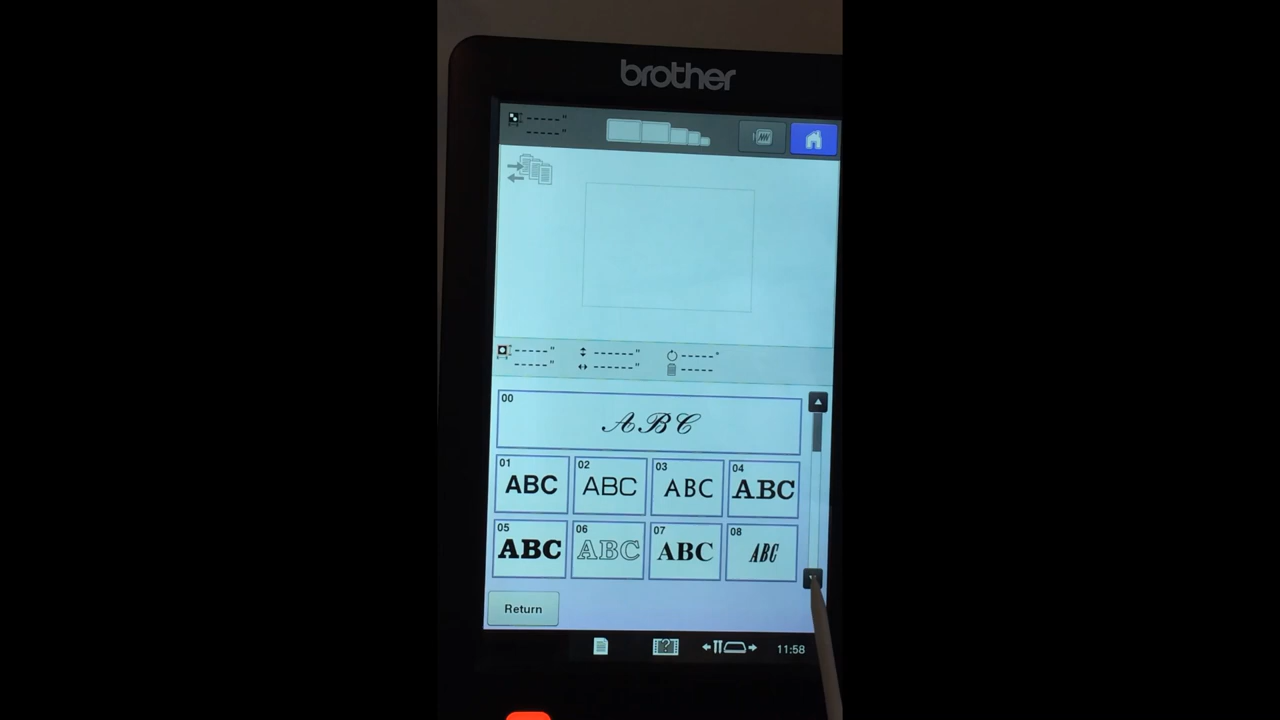 brother
-----"
-----"
-----" ------" -----°
-----" ------" -----
00
ABC
01 02 03 04
ABC ABC ABC ABC
05 06 07 08
ABC ABC ABC ABC
Return
? 11:58